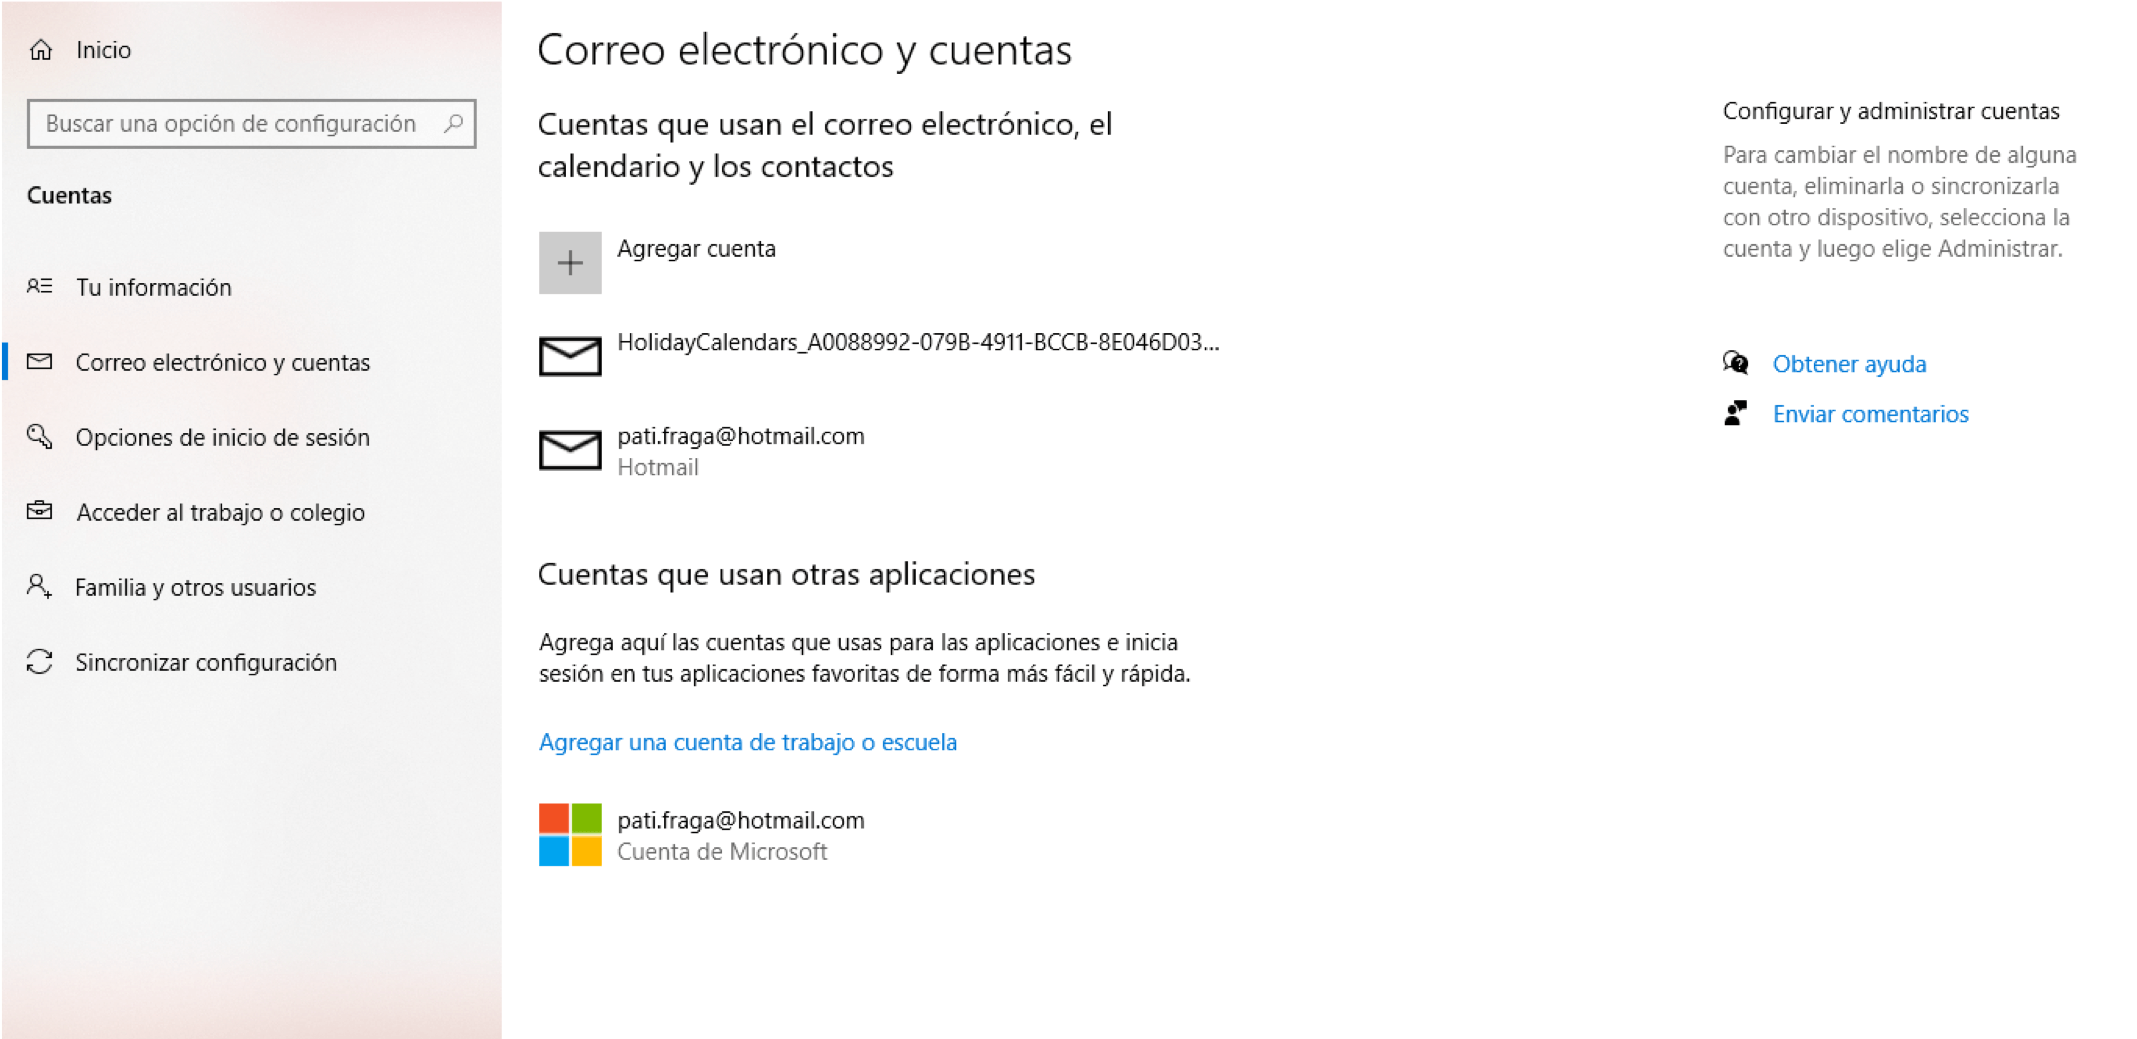 Inicio
Buscar una opción de configuración
Cuentas
Tu información
Correo electrónico y cuentas
Opciones de inicio de sesión
Acceder al trabajo o colegio
Familia y otros usuarios
Sincronizar configuración
Correo electrónico y cuentas
Cuentas que usan el correo electrónico, el
calendario y los contactos
Agregar cuenta
HolidayCalendars_A0088992-079B-4911-BCCB-8E046D03...
pati.fraga@hotmail.com
Hotmail
Cuentas que usan otras aplicaciones
Agrega aquí las cuentas que usas para las aplicaciones e inicia
sesión en tus aplicaciones favoritas de forma más fácil y rápida.
Agregar una cuenta de trabajo o escuela
pati.fraga@hotmail.com
Cuenta de Microsoft
Configurar y administrar cuentas
Para cambiar el nombre de alguna
cuenta, eliminarla o sincronizarla
con otro dispositivo, selecciona la
cuenta y luego elige Administrar.
Obtener ayuda
Enviar comentarios